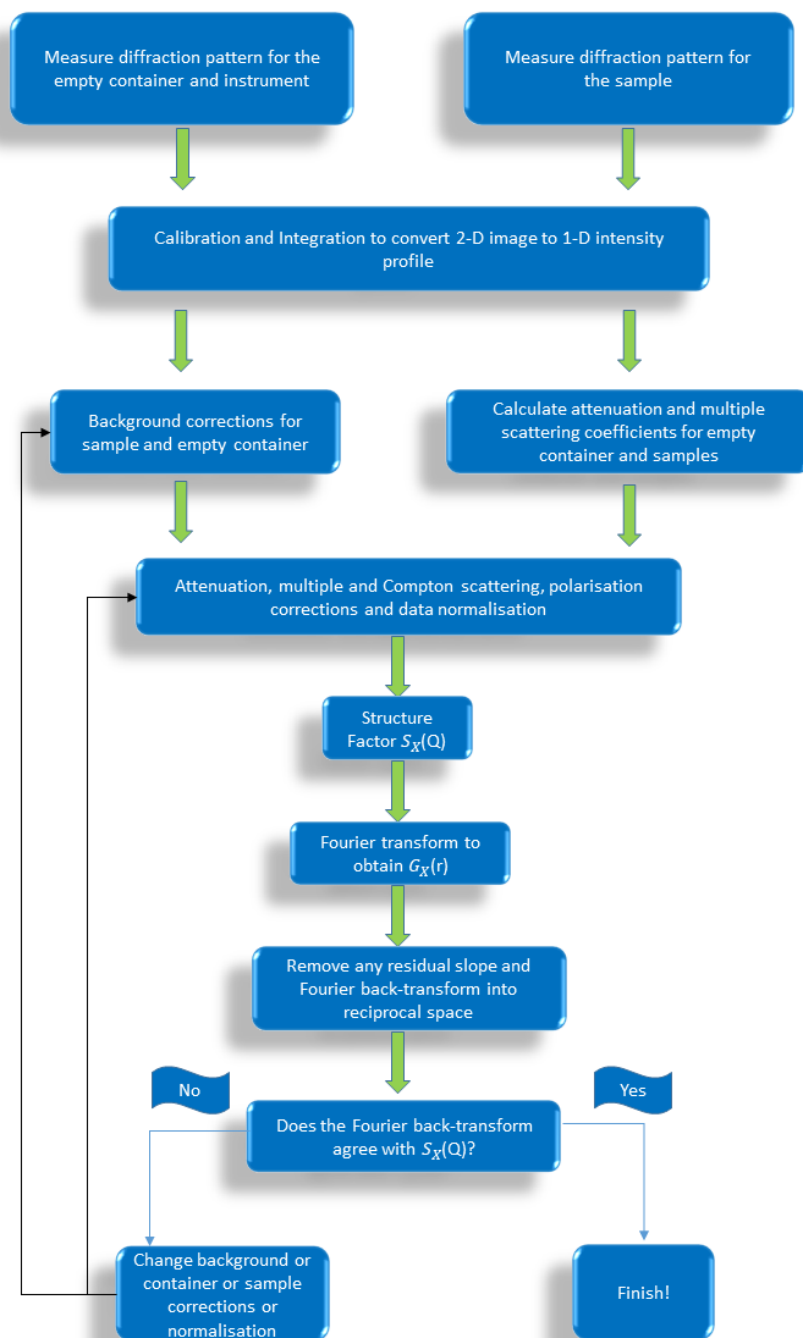 Measure diffraction pattern for the
empty container and instrument
Measure diffraction pattern for
the sample
Calibration and Integration to convert 2-D image to 1-D intensity
profile
Background corrections for
sample and empty container
Calculate attenuation and multiple
scattering coefficients for empty
container and samples
Attenuation, multiple and Compton scattering, polarisation
corrections and data normalisation
Structure
Factor S_X(Q)
Fourier transform to
obtain G_X(r)
Remove any residual slope and
Fourier back-transform into
reciprocal space
No
Yes
Does the Fourier back-transform
agree with S_X(Q)?
Change background or
container or sample
corrections or
normalisation
Finish!